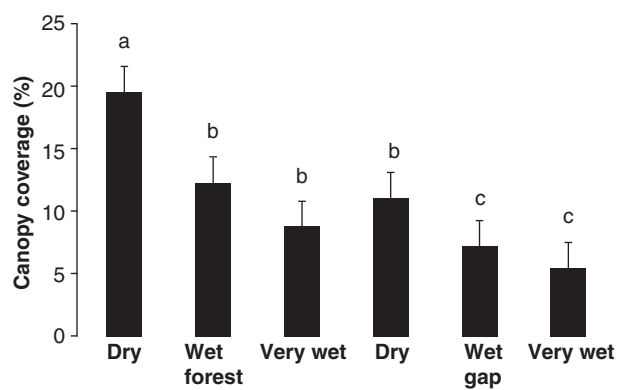 Canopy coverage (%)
25
20
15
10
5
0
a
b
b
b
c
c
Dry
Wet
forest
Very wet
Dry
Wet
gap
Very wet